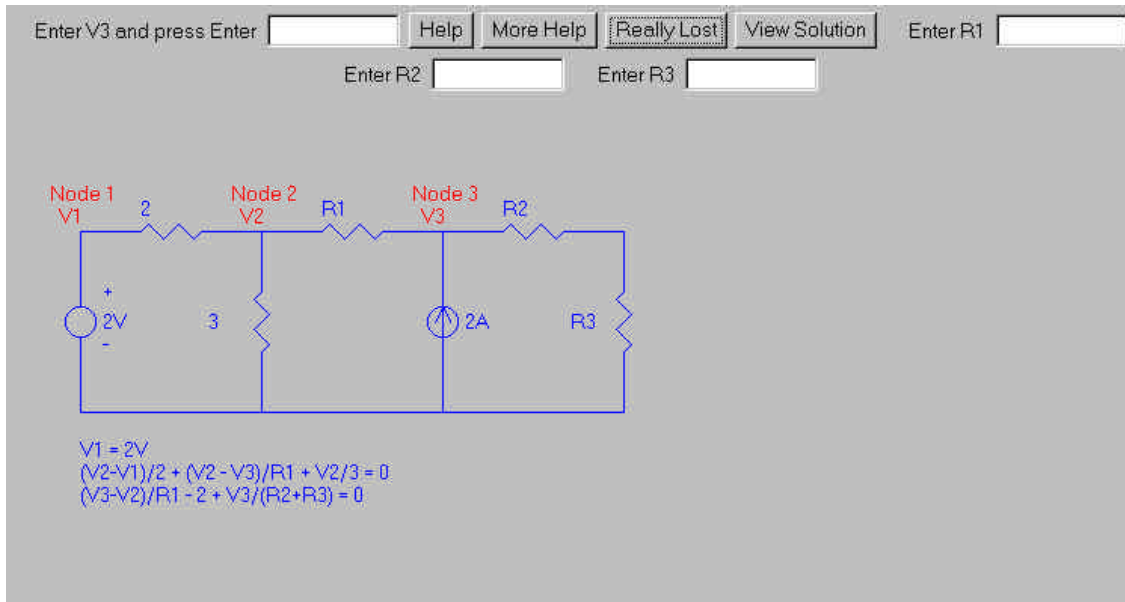 Enter V3 and press Enter Help More Help Really Lost View Solution Enter R1
Enter R2 Enter R3
Node 1 Node 2 Node 3
V1 2 V2 R1 V3 R2
+
2V 3 2A R3
-
V1 = 2V
(V2-V1)/2 + (V2 - V3)/R1 + V2/3 = 0
(V3-V2)/R1 - 2 + V3/(R2+R3) = 0